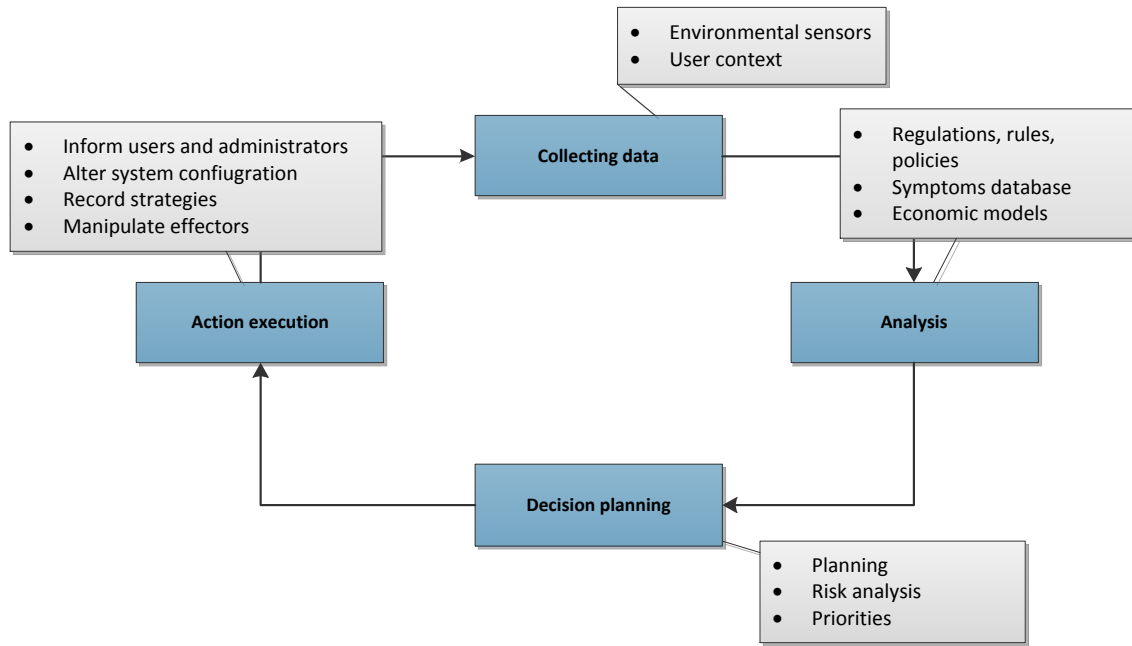 • Environmental sensors
• User context
Collecting data
• Regulations, rules,
policies
• Symptoms database
• Economic models
Analysis
Decision planning
• Planning
• Risk analysis
• Priorities
Action execution
• Inform users and administrators
• Alter system confiugration
• Record strategies
• Manipulate effectors